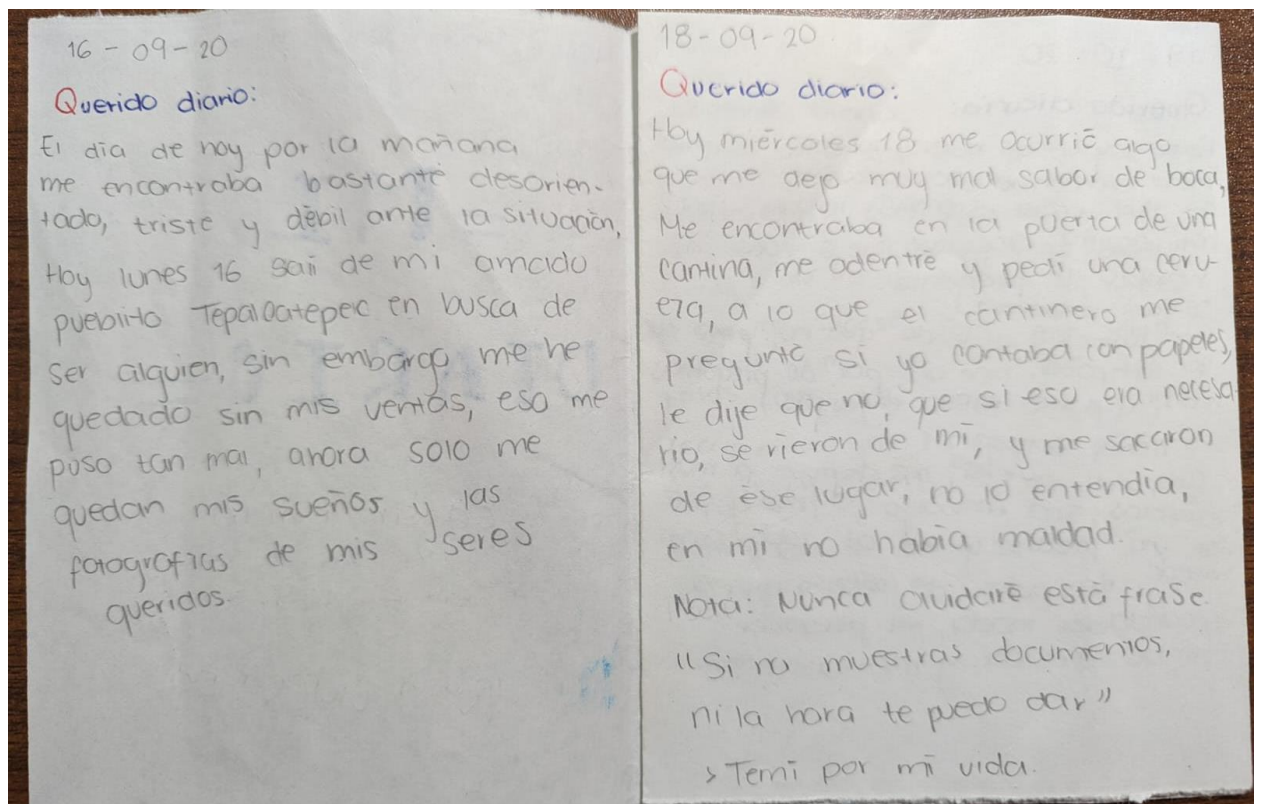 16-09-20
Querido diario:
El día de hoy por la mañana
me encontraba bastante desorien-
tado, triste y débil ante la situación,
Hoy lunes 16 salí de mi amado
pueblito Tepalcatepec en busca de
ser alguien, sin embargo me he
quedado sin mis ventas, eso me
puso tan mal, ahora solo me
quedan mis sueños y las
fotografías de mis seres
queridos.
18-09-20
Querido diario:
Hoy miércoles 18 me ocurrió algo
que me dejo muy mal sabor de boca,
Me encontraba en la puerta de una
cantina, me adentré y pedí una cerv-
eza, a lo que el cantinero me
preguntó si yo contaba con papeles,
le dije que no, que si eso era necesa
rio, se rieron de mí, y me sacaron
de ése lugar, no lo entendía,
en mi no había maldad.
Nota: Nunca olvidaré está frase.
"Si no muestras documentos,
ni la hora te puedo dar"
> Temí por mi vida.